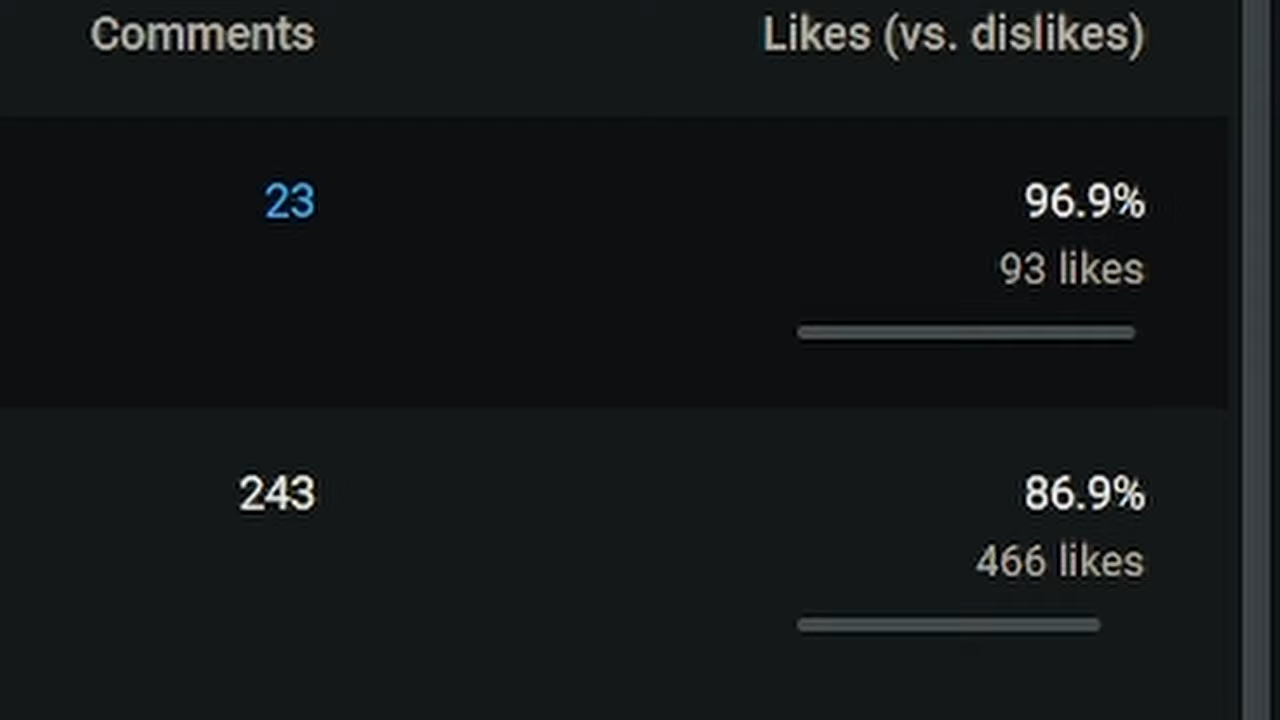 Comments Likes (vs. dislikes)
23 96.9%
93 likes
243 86.9%
466 likes